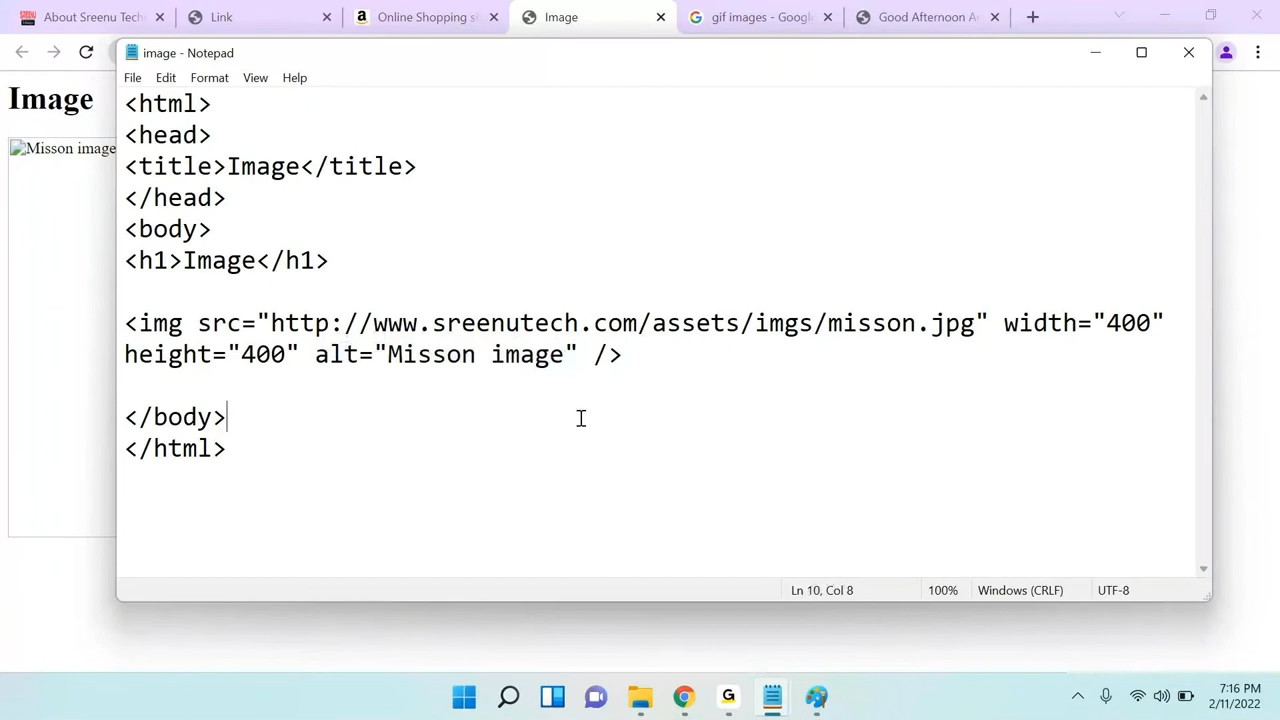 About Sreenu Tech
Link
Online Shopping s
Image
gif images - Googl
Good Afternoon A
image - Notepad
File Edit Format View Help
Image
Misson image
<html>
<head>
<title>Image</title>
</head>
<body>
<h1>Image</h1>
<img src="http://www.sreenutech.com/assets/imgs/misson.jpg" width="400"
height="400" alt="Misson image" />
</body>
</html>
Ln 10, Col 8
100%
Windows (CRLF)
UTF-8
7:16 PM
2/11/2022